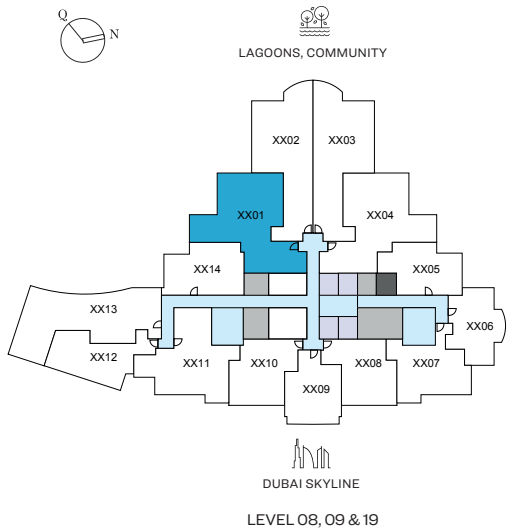 Q
N
LAGOONS, COMMUNITY
XX02
XX03
XX01
XX04
XX14
XX05
XX13
XX06
XX12
XX11
XX10
XX08
XX07
XX09
DUBAI SKYLINE
LEVEL 08, 09 & 19